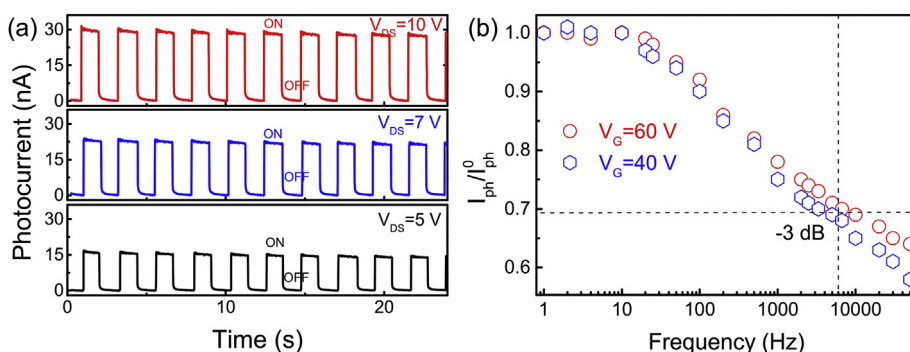 (a)
Photocurrent (nA)
30
15
0
ON
OFF
V_DS=10 V
30
15
0
ON
OFF
V_DS=7 V
30
15
0
ON
OFF
V_DS=5 V
0
10
20
Time (s)
(b)
I_ph/I_ph^0
1.0
0.9
0.8
0.7
0.6
V_G=60 V
V_G=40 V
-3 dB
1
10
100
1000
10000
Frequency (Hz)